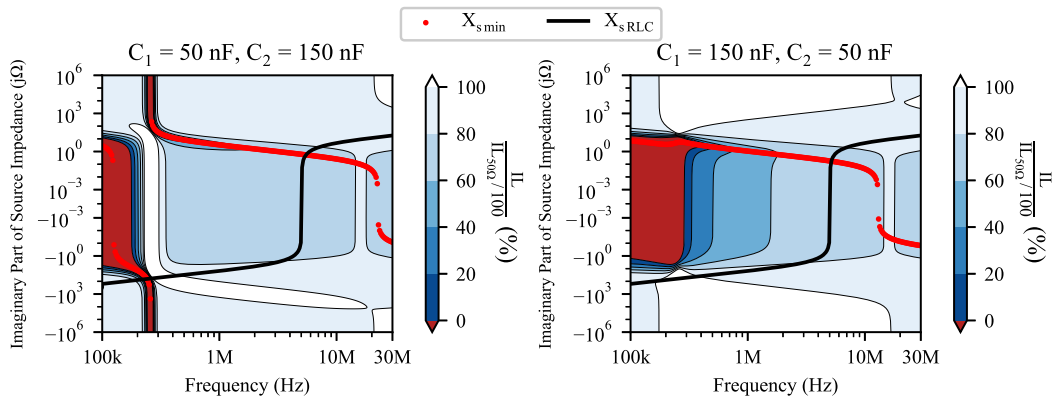 X_s min X_s RLC
C_1 = 50 nF, C_2 = 150 nF
Imaginary Part of Source Impedance (jΩ)
10^6
10^3
10^0
10^−3
−10^−3
−10^0
−10^3
−10^6
100k 1M 10M 30M
Frequency (Hz)
100
80
60
40
20
0
IL / IL_50Ω / 100 (%)
C_1 = 150 nF, C_2 = 50 nF
Imaginary Part of Source Impedance (jΩ)
10^6
10^3
10^0
10^−3
−10^−3
−10^0
−10^3
−10^6
100k 1M 10M 30M
Frequency (Hz)
100
80
60
40
20
0
IL / IL_50Ω / 100 (%)